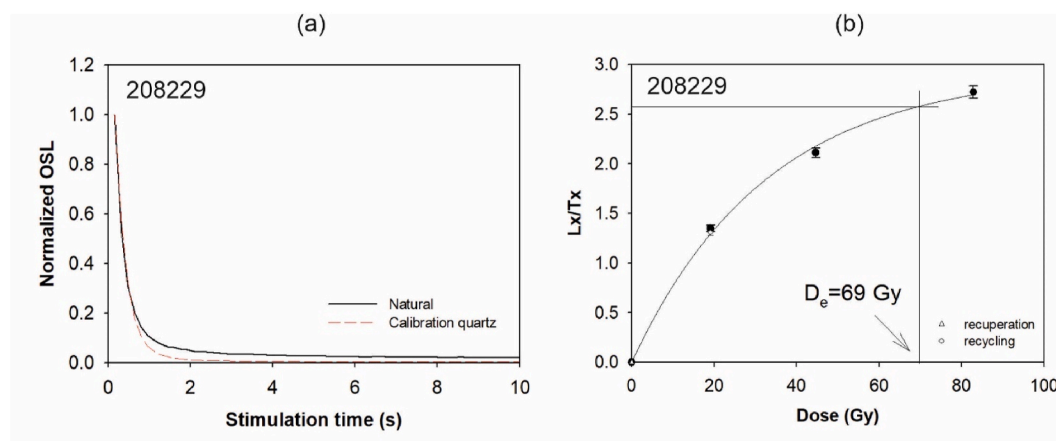 (a)
208229
Normalized OSL
1.2
1.0
0.8
0.6
0.4
0.2
0.0
Natural
Calibration quartz
0 2 4 6 8 10
Stimulation time (s)
(b)
208229
Lx/Tx
3.0
2.5
2.0
1.5
1.0
0.5
0.0
De=69 Gy
recuperation
recycling
0 20 40 60 80 100
Dose (Gy)